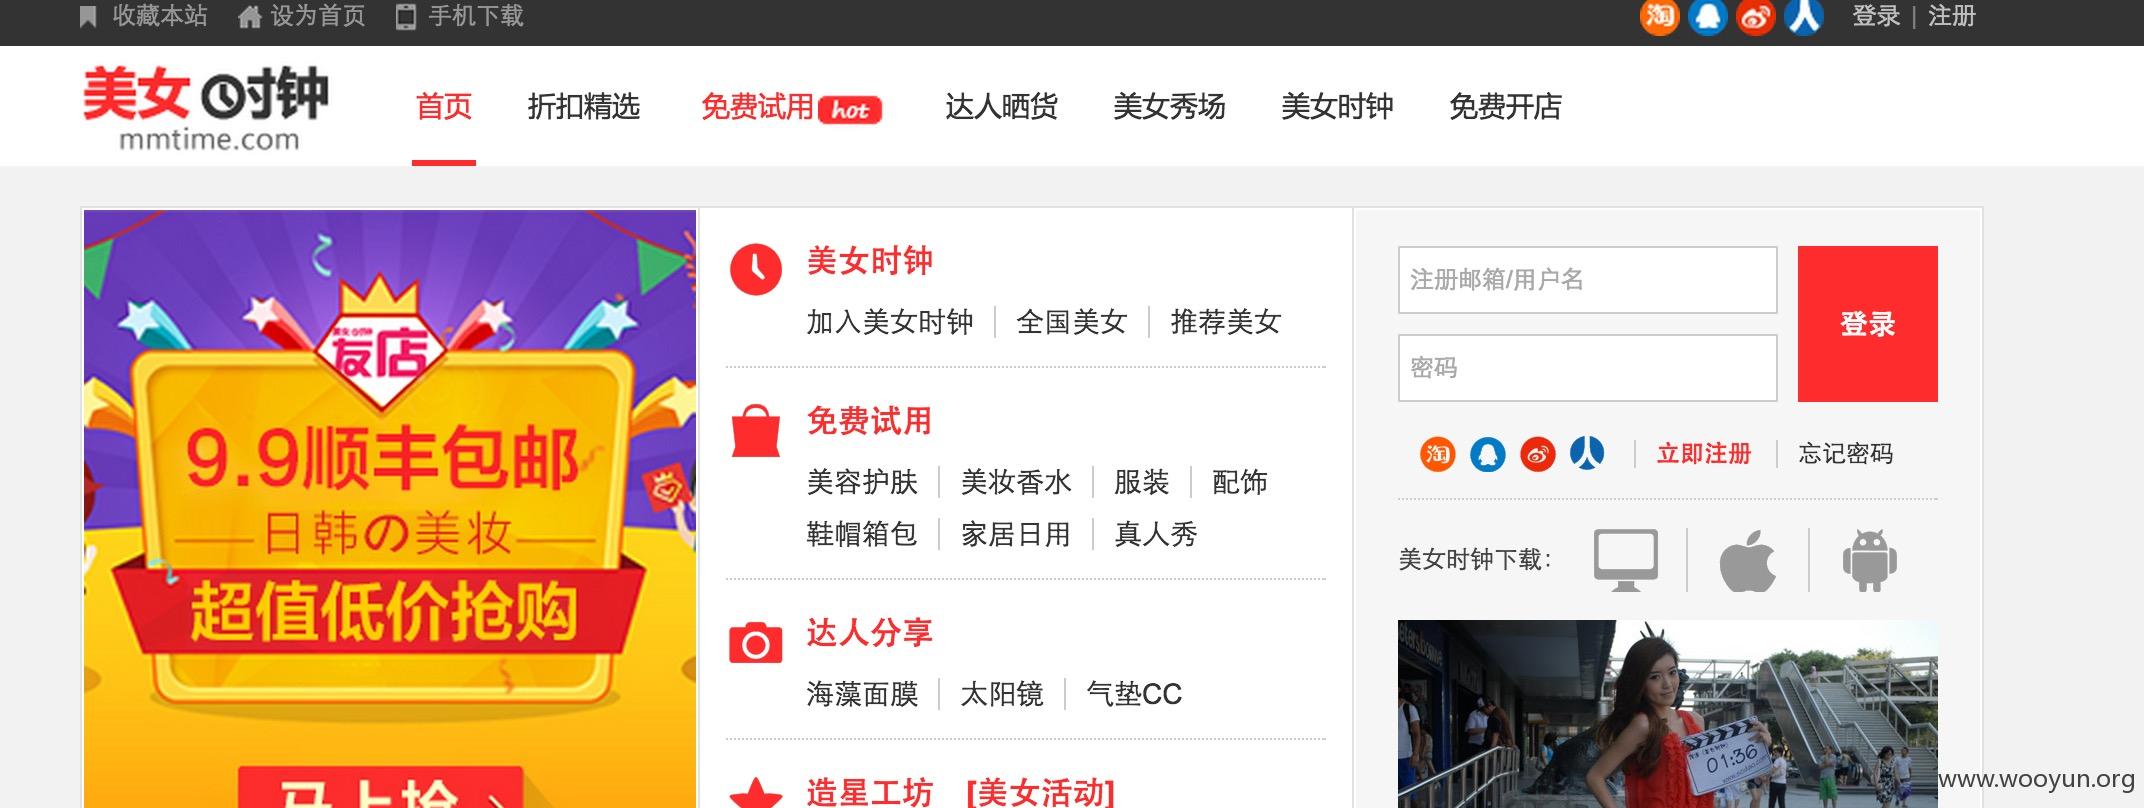 收藏本站 设为首页 手机下载 淘 登录 | 注册
美女时钟
mmtime.com
首页 折扣精选 免费试用 hot 达人晒货 美女秀场 美女时钟 免费开店
友店
9.9顺丰包邮
日韩の美妆
超值低价抢购
马上抢
美女时钟
加入美女时钟 全国美女 推荐美女
免费试用
美容护肤 美妆香水 服装 配饰
鞋帽箱包 家居日用 真人秀
达人分享
海藻面膜 太阳镜 气垫CC
造星工坊 [美女活动]
注册邮箱/用户名
密码
登录
淘 立即注册 忘记密码
美女时钟下载：
01:36
www.wooyun.org